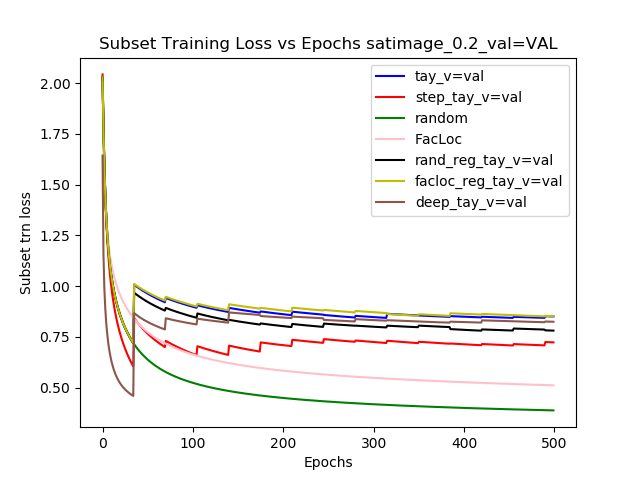 Subset Training Loss vs Epochs satimage_0.2_val=VAL
tay_v=val
step_tay_v=val
random
FacLoc
rand_reg_tay_v=val
facloc_reg_tay_v=val
deep_tay_v=val
Subset trn loss
2.00
1.75
1.50
1.25
1.00
0.75
0.50
0 100 200 300 400 500
Epochs